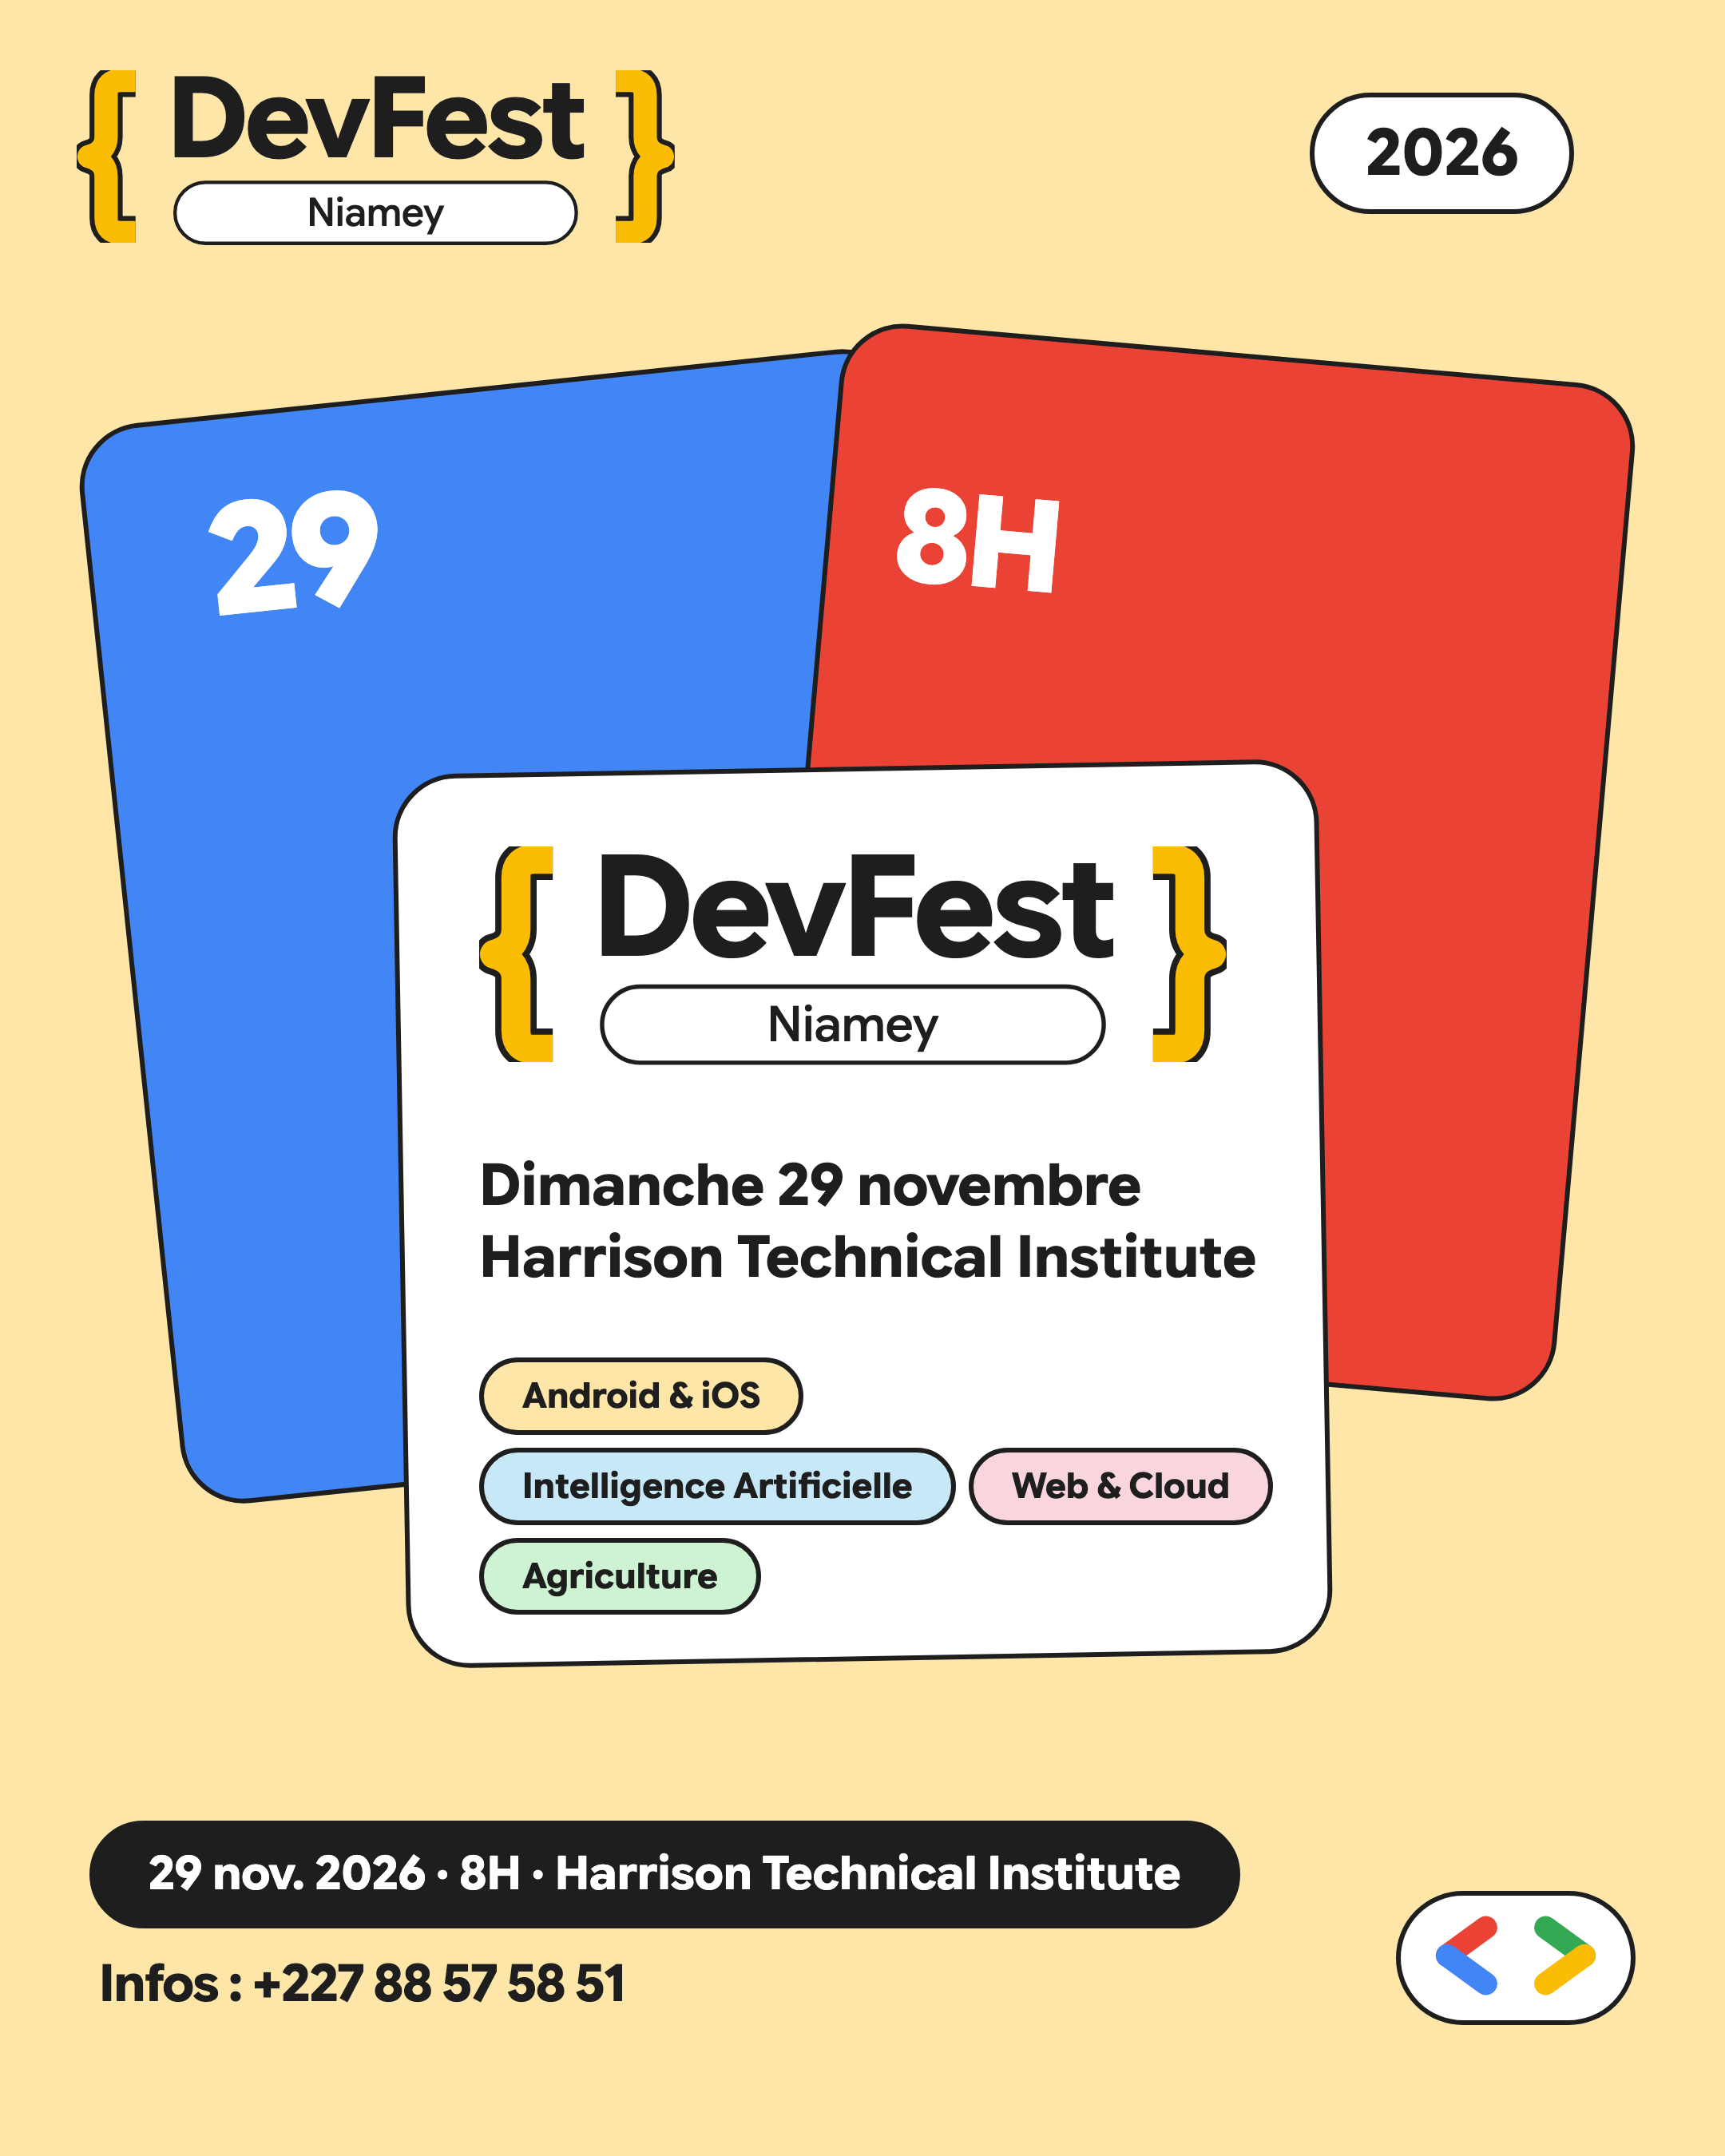 DevFest
Niamey
2026
29
8H
DevFest
Niamey
Dimanche 29 novembre
Harrison Technical Institute
Android & iOS
Intelligence Artificielle
Web & Cloud
Agriculture
29 nov. 2026 · 8H · Harrison Technical Institute
Infos : +227 88 57 58 51